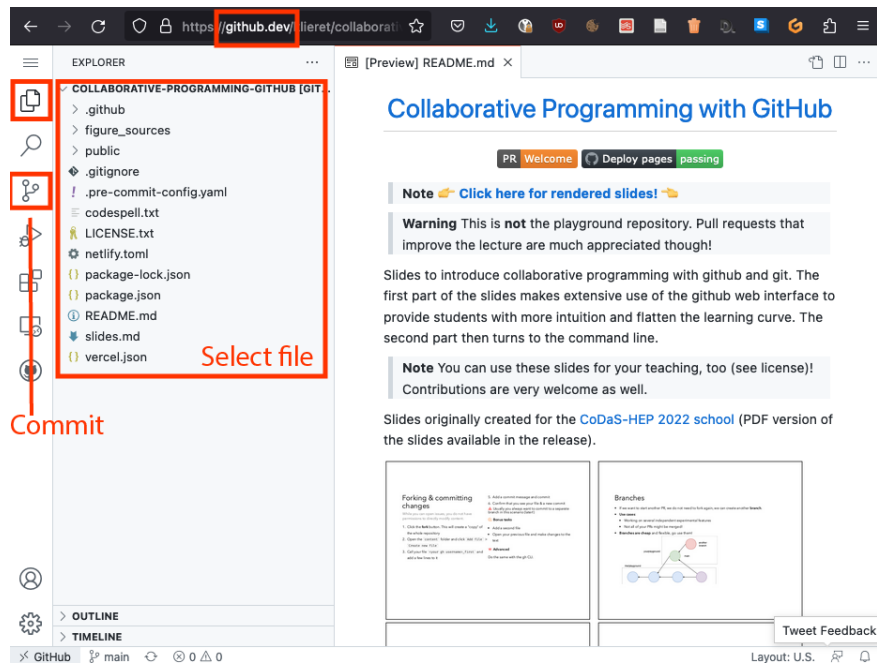 https://github.dev/klieret/collaborati
EXPLORER
[Preview] README.md
COLLABORATIVE-PROGRAMMING-GITHUB [GIT...
.github
figure_sources
public
.gitignore
.pre-commit-config.yaml
codespell.txt
LICENSE.txt
netlify.toml
package-lock.json
package.json
README.md
slides.md
vercel.json
Select file
Commit
OUTLINE
TIMELINE
Collaborative Programming with GitHub
PR Welcome Deploy pages passing
Note 👉 Click here for rendered slides! 👈
Warning This is not the playground repository. Pull requests that
improve the lecture are much appreciated though!
Slides to introduce collaborative programming with github and git. The
first part of the slides makes extensive use of the github web interface to
provide students with more intuition and flatten the learning curve. The
second part then turns to the command line.
Note You can use these slides for your teaching, too (see license)!
Contributions are very welcome as well.
Slides originally created for the CoDaS-HEP 2022 school (PDF version of
the slides available in the release).
Forking & committing
changes
Branches
Tweet Feedback
GitHub main 0 0
Layout: U.S.